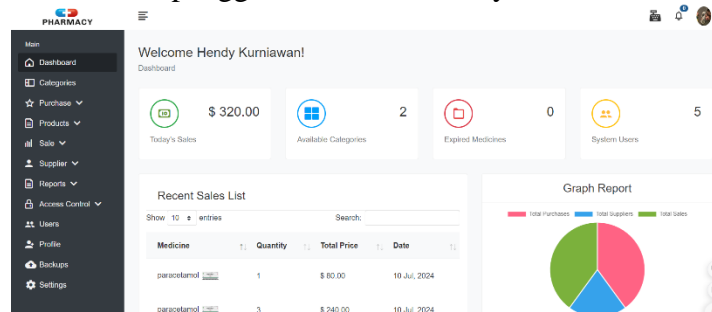 PHARMACY
Main
Dashboard
Categories
Purchase
Products
Sale
Supplier
Reports
Access Control
Users
Profile
Backups
Settings
0
Welcome Hendy Kurniawan!
Dashboard
$ 320.00
Today's Sales
2
Available Categories
0
Expired Medicines
5
System Users
Recent Sales List
Show 10 entries
Search:
Medicine Quantity Total Price Date
paracetamol 1 $ 80.00 10 Jul, 2024
paracetamol 3 $ 240.00 10 Jul, 2024
Graph Report
Total Purchases Total Suppliers Total Sales